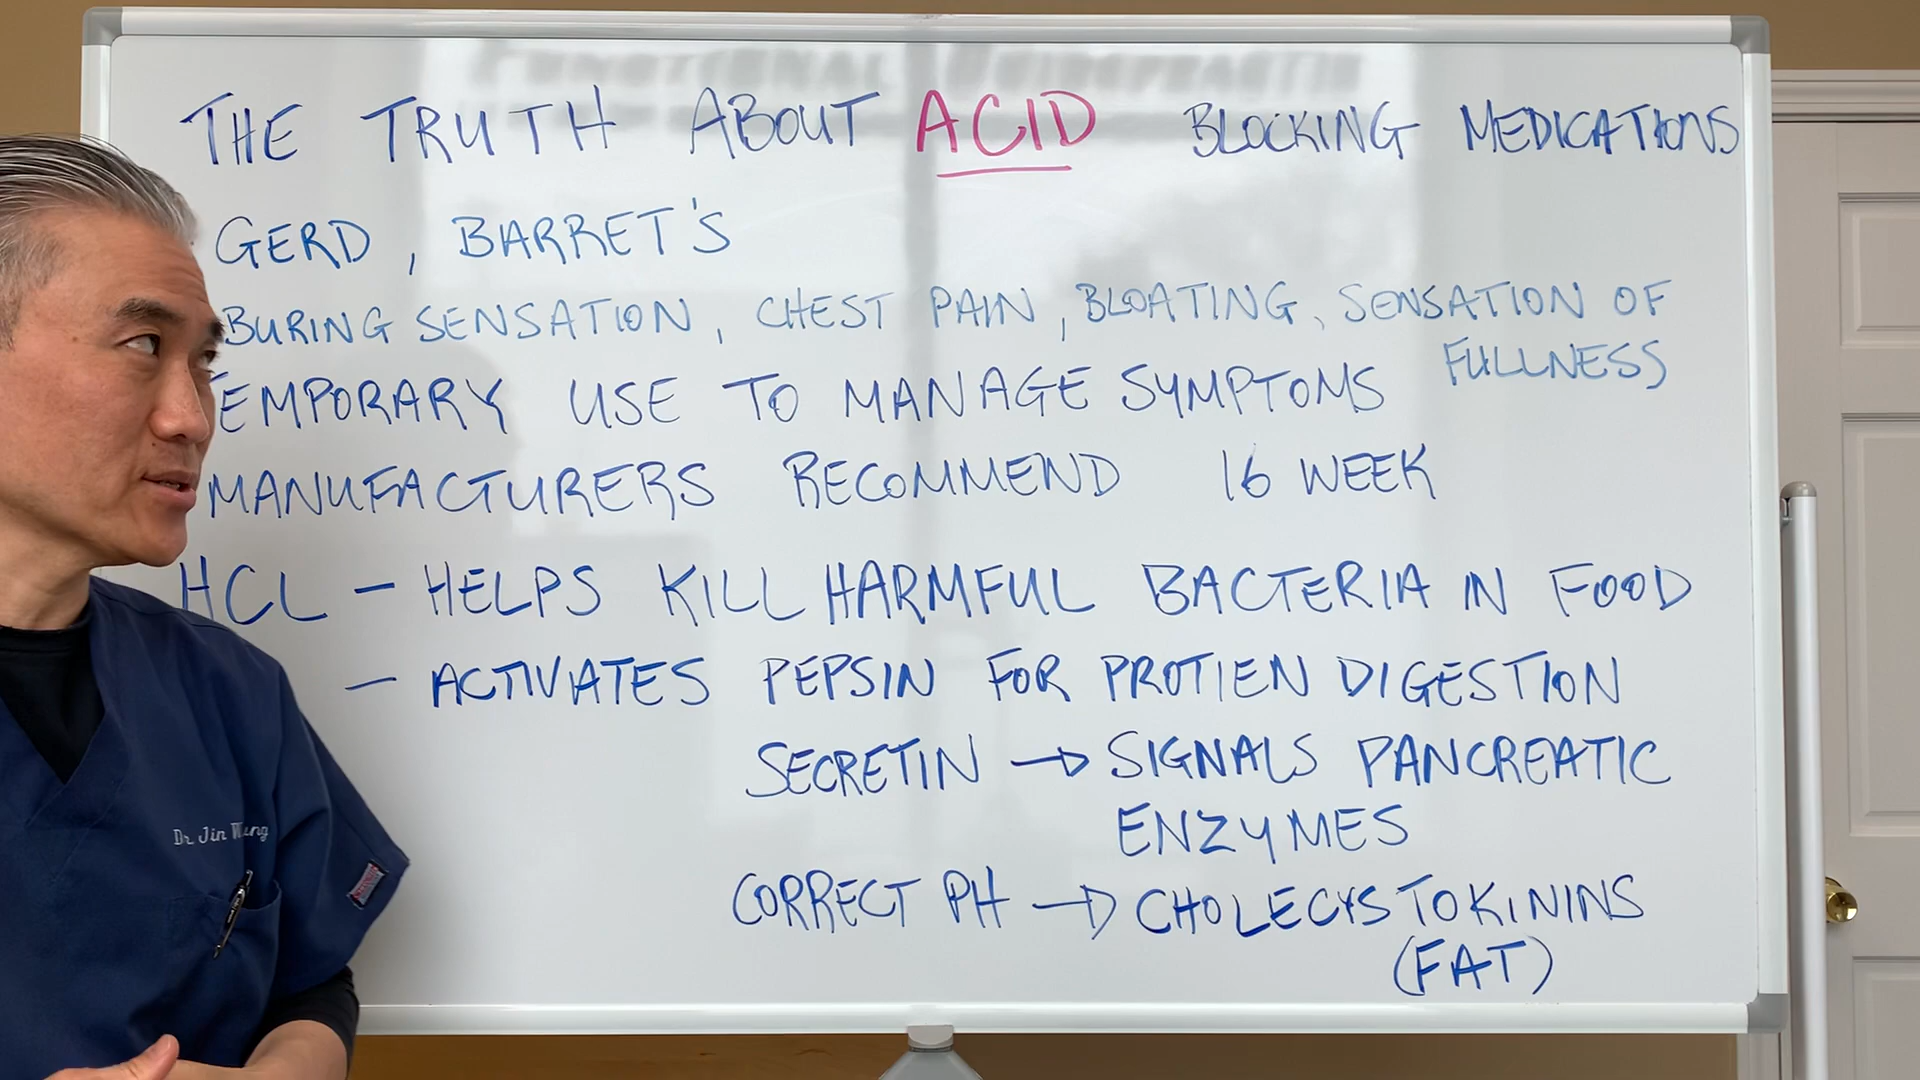 THE TRUTH ABOUT ACID BLOCKING MEDICATIONS
GERD, BARRET'S
BURING SENSATION, CHEST PAIN, BLOATING, SENSATION OF
FULLNESS
TEMPORARY USE TO MANAGE SYMPTOMS
MANUFACTURERS RECOMMEND 16 WEEK
HCL - HELPS KILL HARMFUL BACTERIA IN FOOD
- ACTIVATES PEPSIN FOR PROTIEN DIGESTION
SECRETIN → SIGNALS PANCREATIC
ENZYMES
CORRECT PH → CHOLECYSTOKININS
(FAT)
Dr. Jin